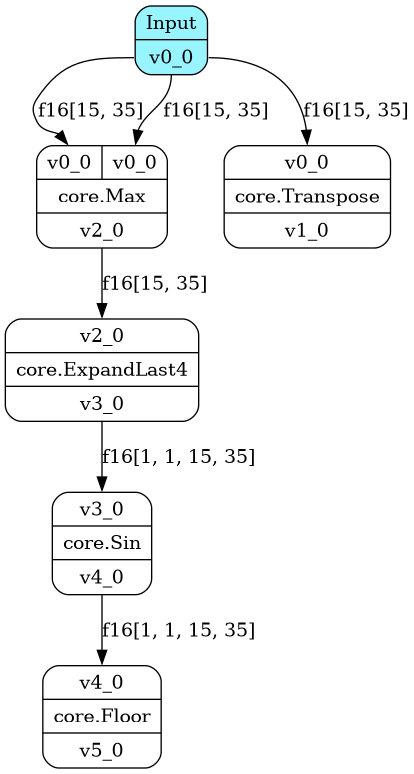 Input
v0_0
f16[15, 35] f16[15, 35] f16[15, 35]
v0_0 v0_0
core.Max
v2_0
v0_0
core.Transpose
v1_0
f16[15, 35]
v2_0
core.ExpandLast4
v3_0
f16[1, 1, 15, 35]
v3_0
core.Sin
v4_0
f16[1, 1, 15, 35]
v4_0
core.Floor
v5_0